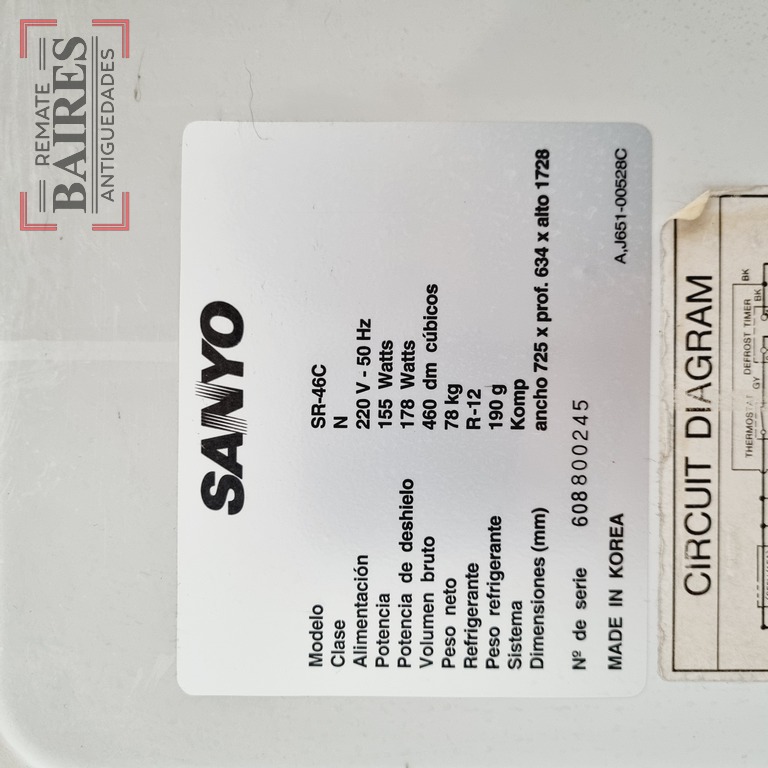 REMATE
BAIRES
ANTIGUEDADES
SANYO
Modelo SR-46C
Clase N
Alimentación 220 V - 50 Hz
Potencia 155 Watts
Potencia de deshielo 178 Watts
Volumen bruto 460 dm cúbicos
Peso neto 78 kg
Refrigerante R-12
Peso refrigerante 190 g
Sistema Komp
Dimensiones (mm) ancho 725 x prof. 634 x alto 1728
Nº de serie 608800245
MADE IN KOREA A,J651-00528C
CIRCUIT DIAGRAM
BK
THERMOSTAT DEFROST TIMER
GY BK